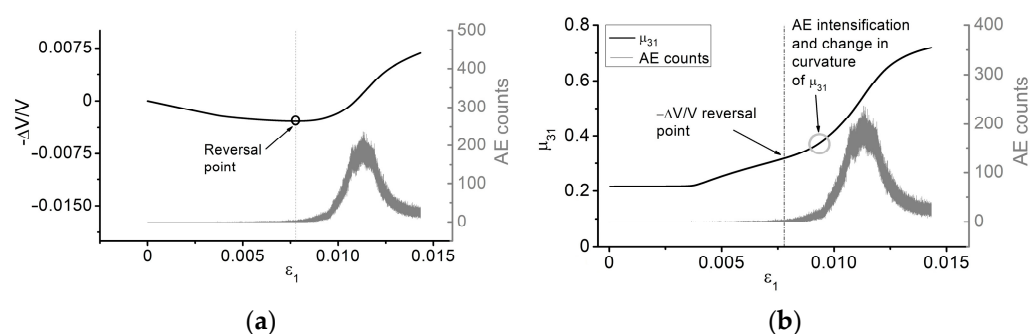 500
0.0075
400
0
300
-0.0075
200
-0.0150
100
0
-ΔV/V
AE counts
Reversal
point
0
0.005
0.010
0.015
ε1
(a)
0.8
0.6
0.4
0.2
0
μ31
μ31
AE counts
AE intensification
and change in
curvature
of μ31
−ΔV/V reversal
point
400
300
200
100
0
AE counts
0
0.005
0.010
0.015
ε1
(b)